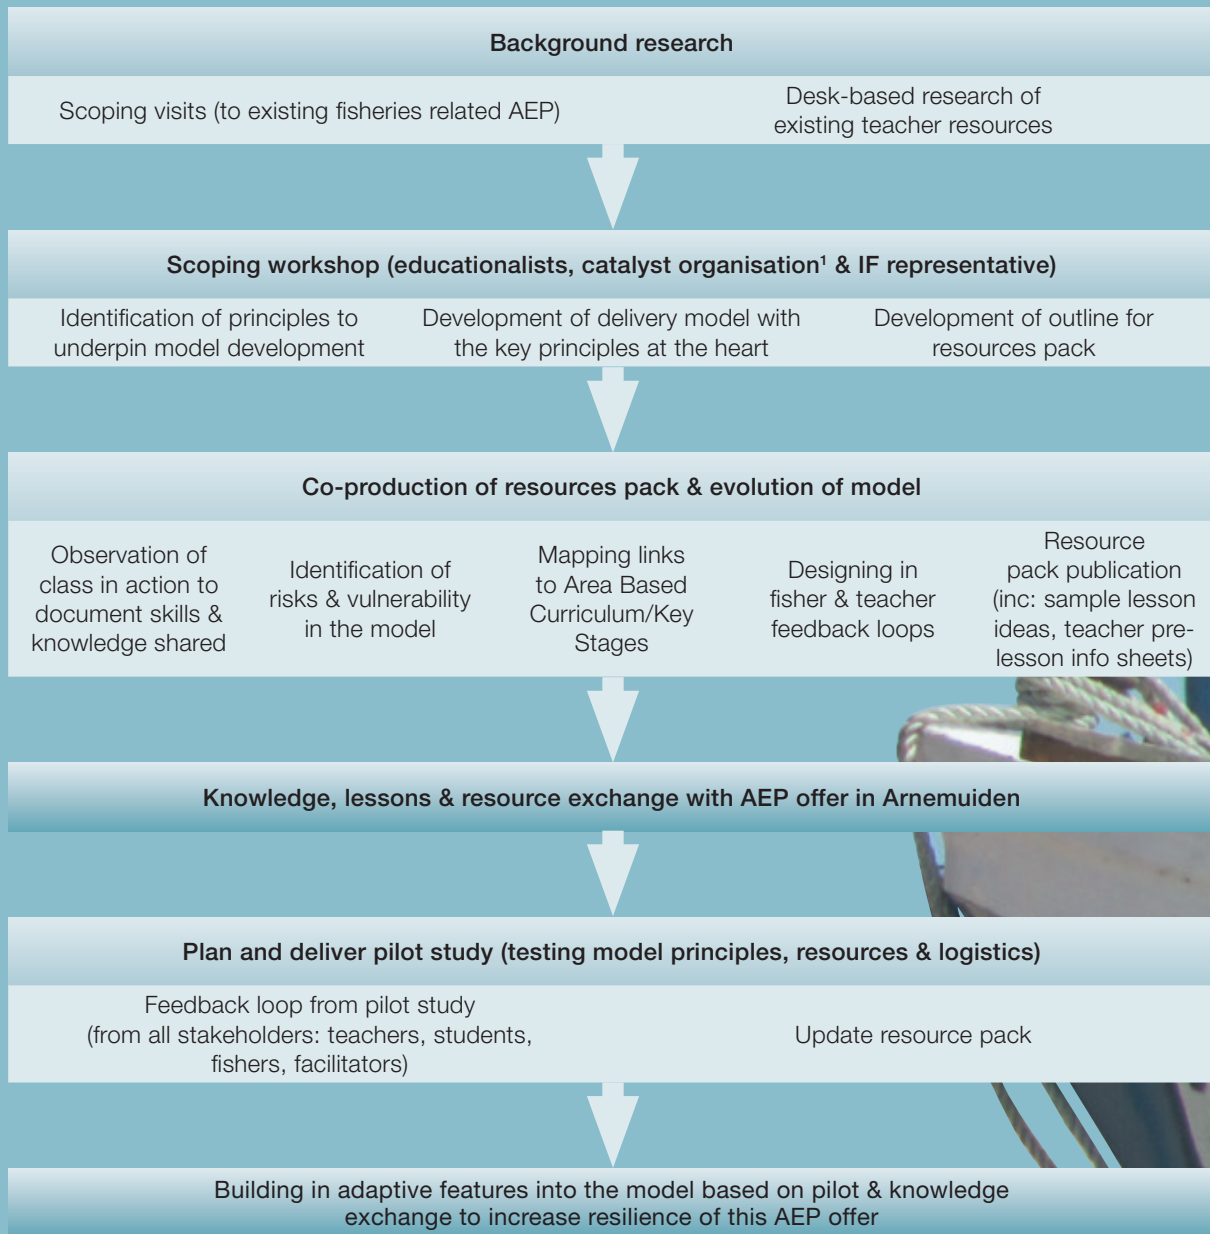 Background research
Scoping visits (to existing fisheries related AEP)
Desk-based research of
existing teacher resources
Scoping workshop (educationalists, catalyst organisation¹ & IF representative)
Identification of principles to
underpin model development
Development of delivery model with
the key principles at the heart
Development of outline for
resources pack
Co-production of resources pack & evolution of model
Observation of
class in action to
document skills &
knowledge shared
Identification of
risks & vulnerability
in the model
Mapping links
to Area Based
Curriculum/Key
Stages
Designing in
fisher & teacher
feedback loops
Resource
pack publication
(inc: sample lesson
ideas, teacher pre-
lesson info sheets)
Knowledge, lessons & resource exchange with AEP offer in Arnemuiden
Plan and deliver pilot study (testing model principles, resources & logistics)
Feedback loop from pilot study
(from all stakeholders: teachers, students,
fishers, facilitators)
Update resource pack
Building in adaptive features into the model based on pilot & knowledge
exchange to increase resilience of this AEP offer